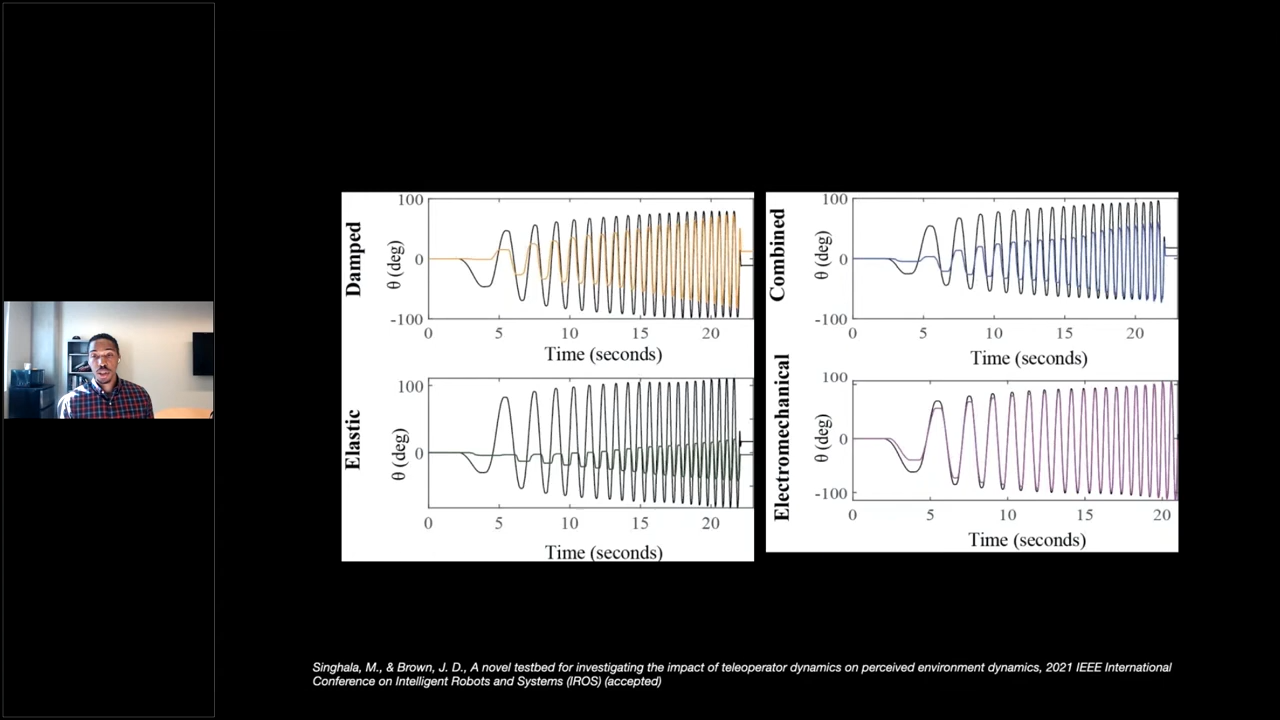 Damped
θ (deg)
100
0
-100
0 5 10 15 20
Time (seconds)
Combined
θ (deg)
100
0
-100
0 5 10 15 20
Time (seconds)
Elastic
θ (deg)
100
0
0 5 10 15 20
Time (seconds)
Electromechanical
θ (deg)
100
0
-100
0 5 10 15 20
Time (seconds)
Singhala, M., & Brown, J. D., A novel testbed for investigating the impact of teleoperator dynamics on perceived environment dynamics, 2021 IEEE International
Conference on Intelligent Robots and Systems (IROS) (accepted)